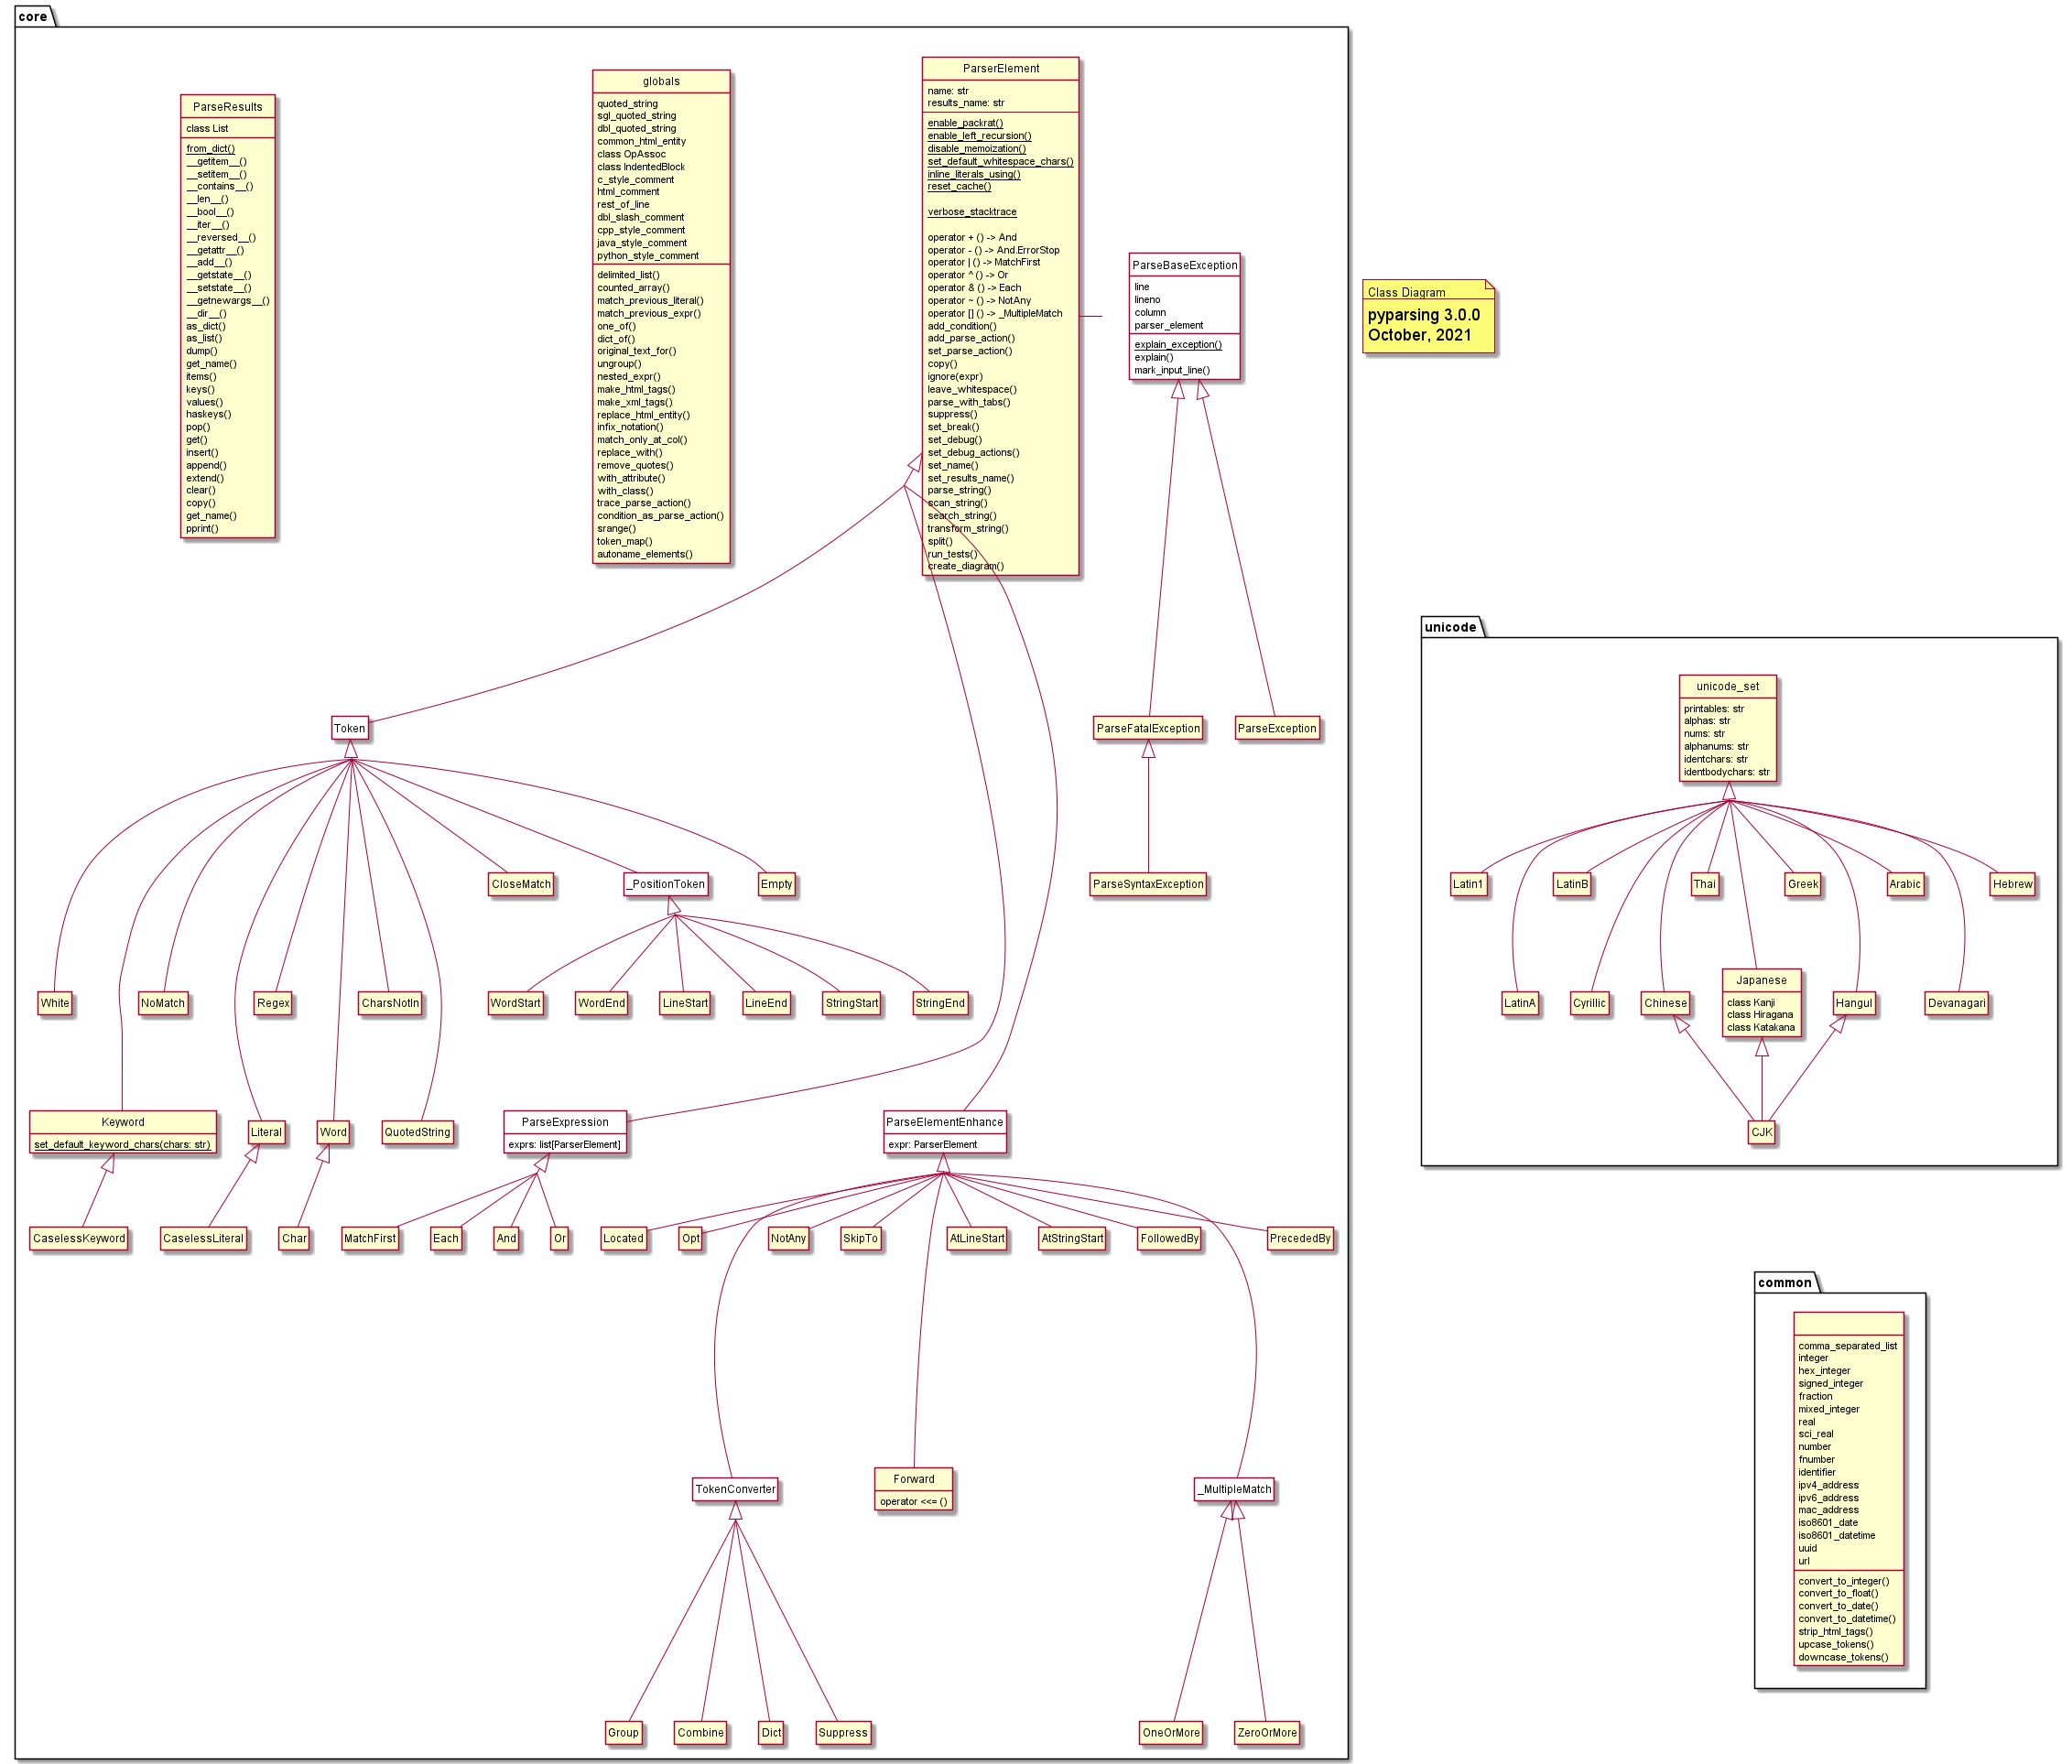 core
ParseResults
class List
from_dict()
__getitem__()
__setitem__()
__contains__()
__len__()
__bool__()
__iter__()
__reversed__()
__getattr__()
__add__()
__getstate__()
__setstate__()
__getnewargs__()
__dir__()
as_dict()
as_list()
dump()
get_name()
items()
keys()
values()
haskeys()
pop()
get()
insert()
append()
extend()
clear()
copy()
get_name()
pprint()
globals
quoted_string
sgl_quoted_string
dbl_quoted_string
common_html_entity
class OpAssoc
class IndentedBlock
c_style_comment
html_comment
rest_of_line
dbl_slash_comment
cpp_style_comment
java_style_comment
python_style_comment
delimited_list()
counted_array()
match_previous_literal()
match_previous_expr()
one_of()
dict_of()
original_text_for()
ungroup()
nested_expr()
make_html_tags()
make_xml_tags()
replace_html_entity()
infix_notation()
match_only_at_col()
replace_with()
remove_quotes()
with_attribute()
with_class()
trace_parse_action()
condition_as_parse_action()
srange()
token_map()
autoname_elements()
ParserElement
name: str
results_name: str
enable_packrat()
enable_left_recursion()
disable_memoization()
set_default_whitespace_chars()
inline_literals_using()
reset_cache()
verbose_stacktrace
operator + () -> And
operator - () -> And.ErrorStop
operator | () -> MatchFirst
operator ^ () -> Or
operator & () -> Each
operator ~ () -> NotAny
operator [] () -> _MultipleMatch
add_condition()
add_parse_action()
set_parse_action()
copy()
ignore(expr)
leave_whitespace()
parse_with_tabs()
suppress()
set_break()
set_debug()
set_debug_actions()
set_name()
set_results_name()
parse_string()
scan_string()
search_string()
transform_string()
split()
run_tests()
create_diagram()
ParseBaseException
line
lineno
column
parser_element
explain_exception()
explain()
mark_input_line()
Class Diagram
pyparsing 3.0.0
October, 2021
Token
ParseFatalException
ParseException
CloseMatch
_PositionToken
Empty
ParseSyntaxException
White
NoMatch
Regex
CharsNotIn
WordStart
WordEnd
LineStart
LineEnd
StringStart
StringEnd
Keyword
set_default_keyword_chars(chars: str)
Literal
Word
QuotedString
ParseExpression
exprs: list[ParserElement]
ParseElementEnhance
expr: ParserElement
CaselessKeyword
CaselessLiteral
Char
MatchFirst
Each
And
Or
Located
Opt
NotAny
SkipTo
AtLineStart
AtStringStart
FollowedBy
PrecededBy
TokenConverter
Forward
operator <<= ()
_MultipleMatch
Group
Combine
Dict
Suppress
OneOrMore
ZeroOrMore
unicode
unicode_set
printables: str
alphas: str
nums: str
alphanums: str
identchars: str
identbodychars: str
Latin1
LatinB
Thai
Greek
Arabic
Hebrew
LatinA
Cyrillic
Chinese
Japanese
class Kanji
class Hiragana
class Katakana
Hangul
Devanagari
CJK
common
comma_separated_list
integer
hex_integer
signed_integer
fraction
mixed_integer
real
sci_real
number
fnumber
identifier
ipv4_address
ipv6_address
mac_address
iso8601_date
iso8601_datetime
uuid
url
convert_to_integer()
convert_to_float()
convert_to_date()
convert_to_datetime()
strip_html_tags()
upcase_tokens()
downcase_tokens()